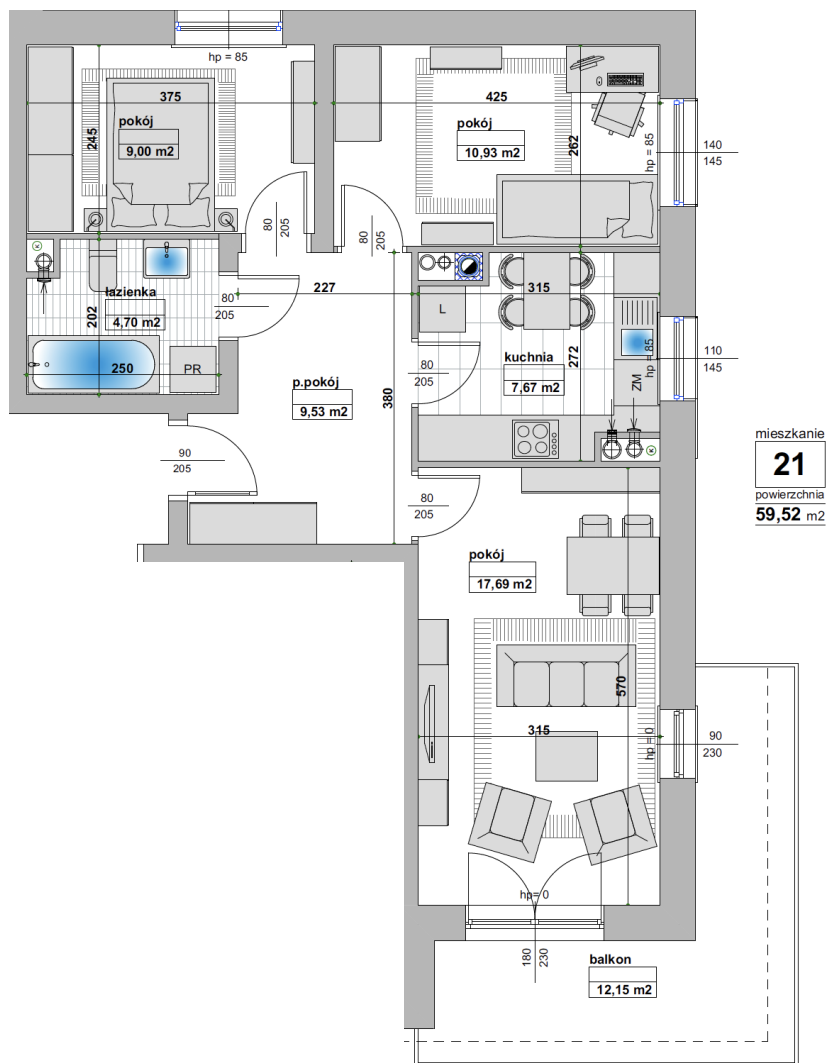 hp = 85
375
245
pokój
9,00 m2
80
205
425
262
pokój
10,93 m2
hp = 85
140
145
80
205
łazienka
4,70 m2
202
250
PR
80
205
227
380
p.pokój
9,53 m2
90
205
L
315
272
kuchnia
7,67 m2
ZM
hp = 85
110
145
80
205
mieszkanie
21
powierzchnia
59,52 m2
80
205
pokój
17,69 m2
570
315
hp = 0
90
230
hp= 0
180
230
balkon
12,15 m2